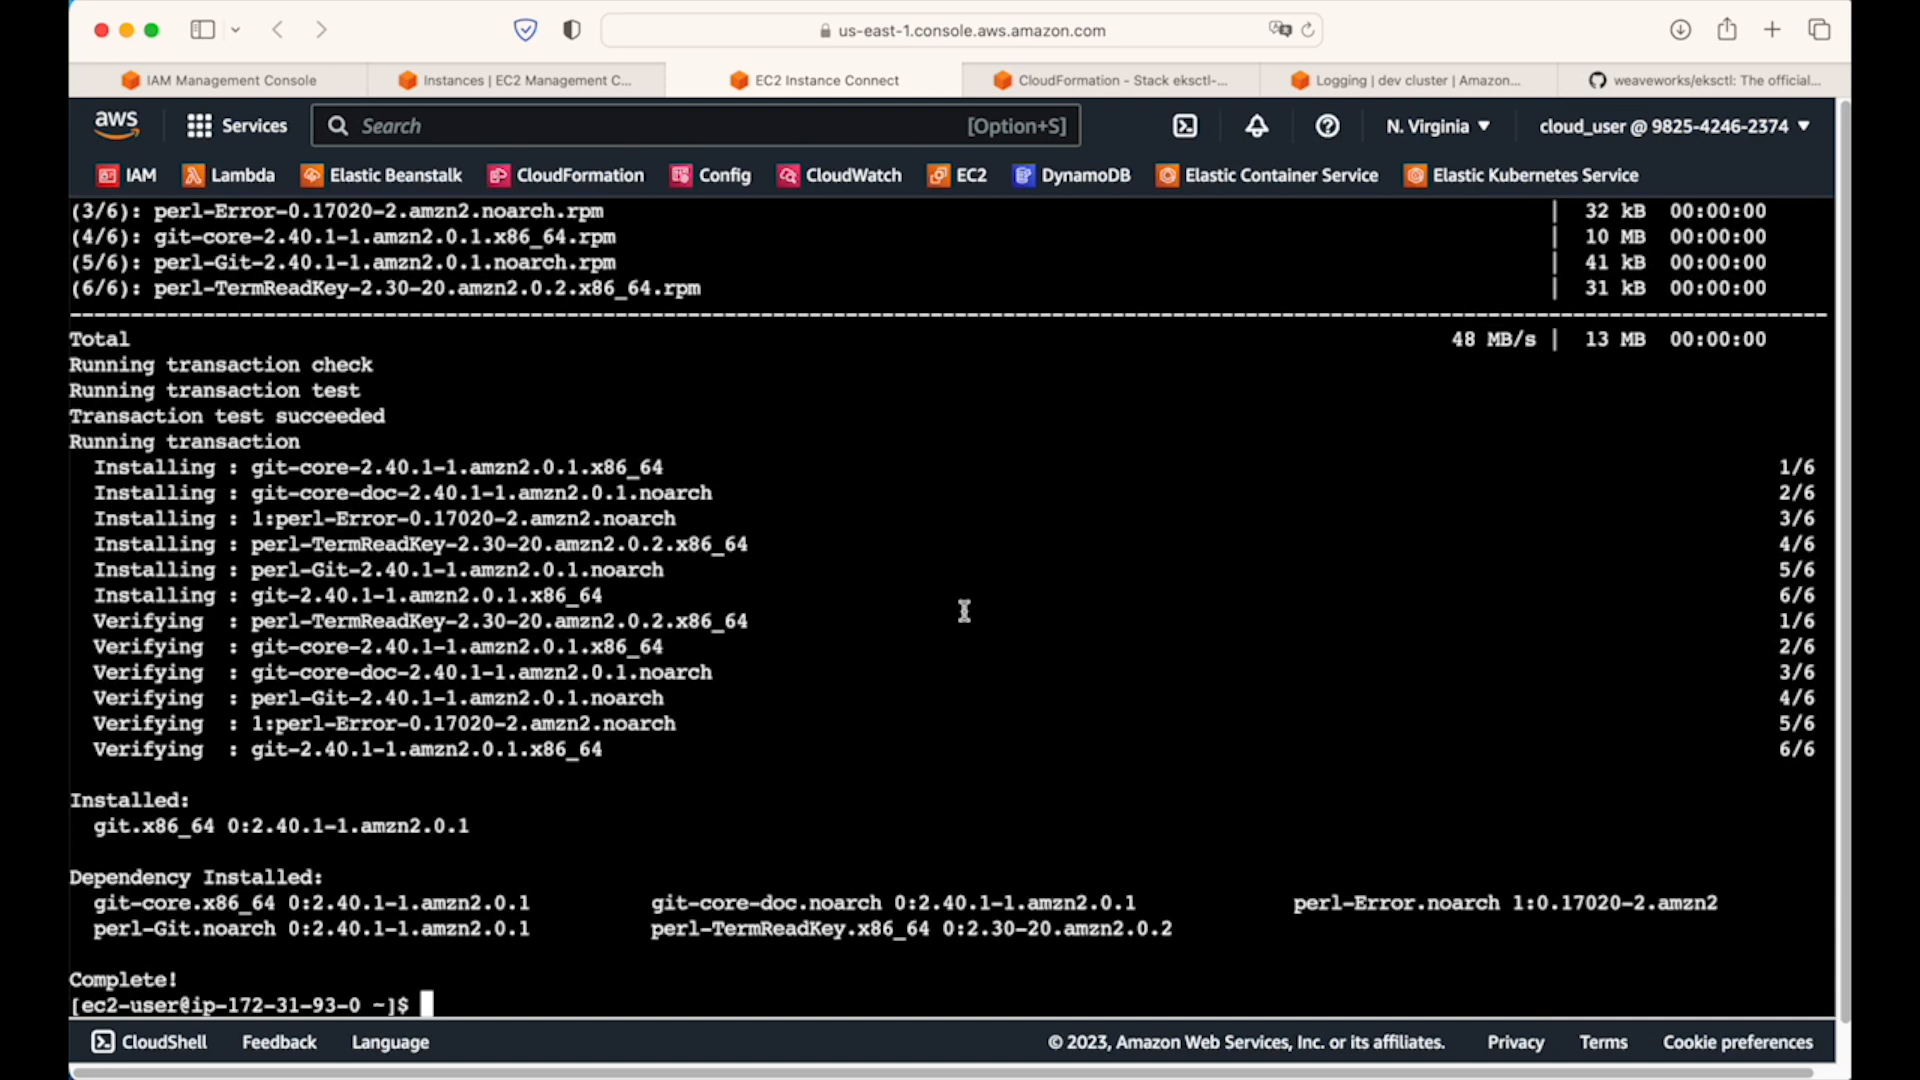 us-east-1.console.aws.amazon.com
IAM Management Console
Instances | EC2 Management C...
EC2 Instance Connect
CloudFormation - Stack eksctl-...
Logging | dev cluster | Amazon...
weaveworks/eksctl: The official...
aws
Services
Search
[Option+S]
N. Virginia ▼
cloud_user @ 9825-4246-2374 ▼
IAM
Lambda
Elastic Beanstalk
CloudFormation
Config
CloudWatch
EC2
DynamoDB
Elastic Container Service
Elastic Kubernetes Service
(3/6): perl-Error-0.17020-2.amzn2.noarch.rpm | 32 kB 00:00:00
(4/6): git-core-2.40.1-1.amzn2.0.1.x86_64.rpm | 10 MB 00:00:00
(5/6): perl-Git-2.40.1-1.amzn2.0.1.noarch.rpm | 41 kB 00:00:00
(6/6): perl-TermReadKey-2.30-20.amzn2.0.2.x86_64.rpm | 31 kB 00:00:00
--------------------------------------------------------------------------------
Total 48 MB/s | 13 MB 00:00:00
Running transaction check
Running transaction test
Transaction test succeeded
Running transaction
Installing : git-core-2.40.1-1.amzn2.0.1.x86_64 1/6
Installing : git-core-doc-2.40.1-1.amzn2.0.1.noarch 2/6
Installing : 1:perl-Error-0.17020-2.amzn2.noarch 3/6
Installing : perl-TermReadKey-2.30-20.amzn2.0.2.x86_64 4/6
Installing : perl-Git-2.40.1-1.amzn2.0.1.noarch 5/6
Installing : git-2.40.1-1.amzn2.0.1.x86_64 6/6
Verifying : perl-TermReadKey-2.30-20.amzn2.0.2.x86_64 1/6
Verifying : git-core-2.40.1-1.amzn2.0.1.x86_64 2/6
Verifying : git-core-doc-2.40.1-1.amzn2.0.1.noarch 3/6
Verifying : perl-Git-2.40.1-1.amzn2.0.1.noarch 4/6
Verifying : 1:perl-Error-0.17020-2.amzn2.noarch 5/6
Verifying : git-2.40.1-1.amzn2.0.1.x86_64 6/6
Installed:
git.x86_64 0:2.40.1-1.amzn2.0.1
Dependency Installed:
git-core.x86_64 0:2.40.1-1.amzn2.0.1 git-core-doc.noarch 0:2.40.1-1.amzn2.0.1 perl-Error.noarch 1:0.17020-2.amzn2
perl-Git.noarch 0:2.40.1-1.amzn2.0.1 perl-TermReadKey.x86_64 0:2.30-20.amzn2.0.2
Complete!
[ec2-user@ip-172-31-93-0 ~]$
CloudShell
Feedback
Language
© 2023, Amazon Web Services, Inc. or its affiliates.
Privacy
Terms
Cookie preferences